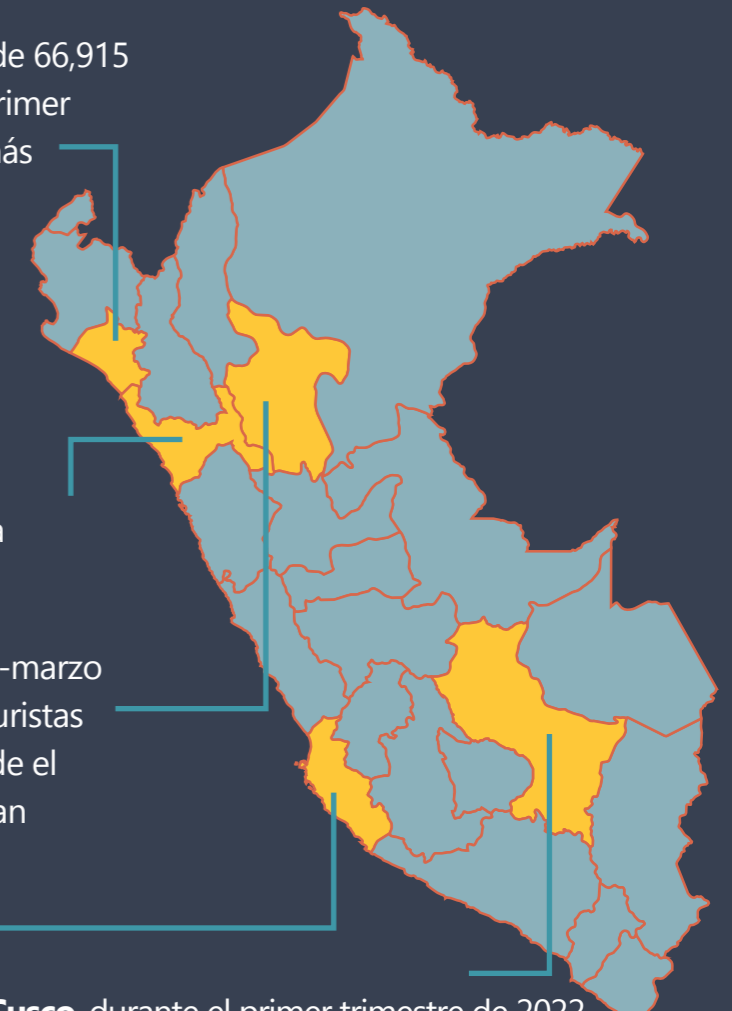 de 66,915
rimer
ás
-marzo
uristas
de el
an
Cusco, durante el primer trimestre de 2022